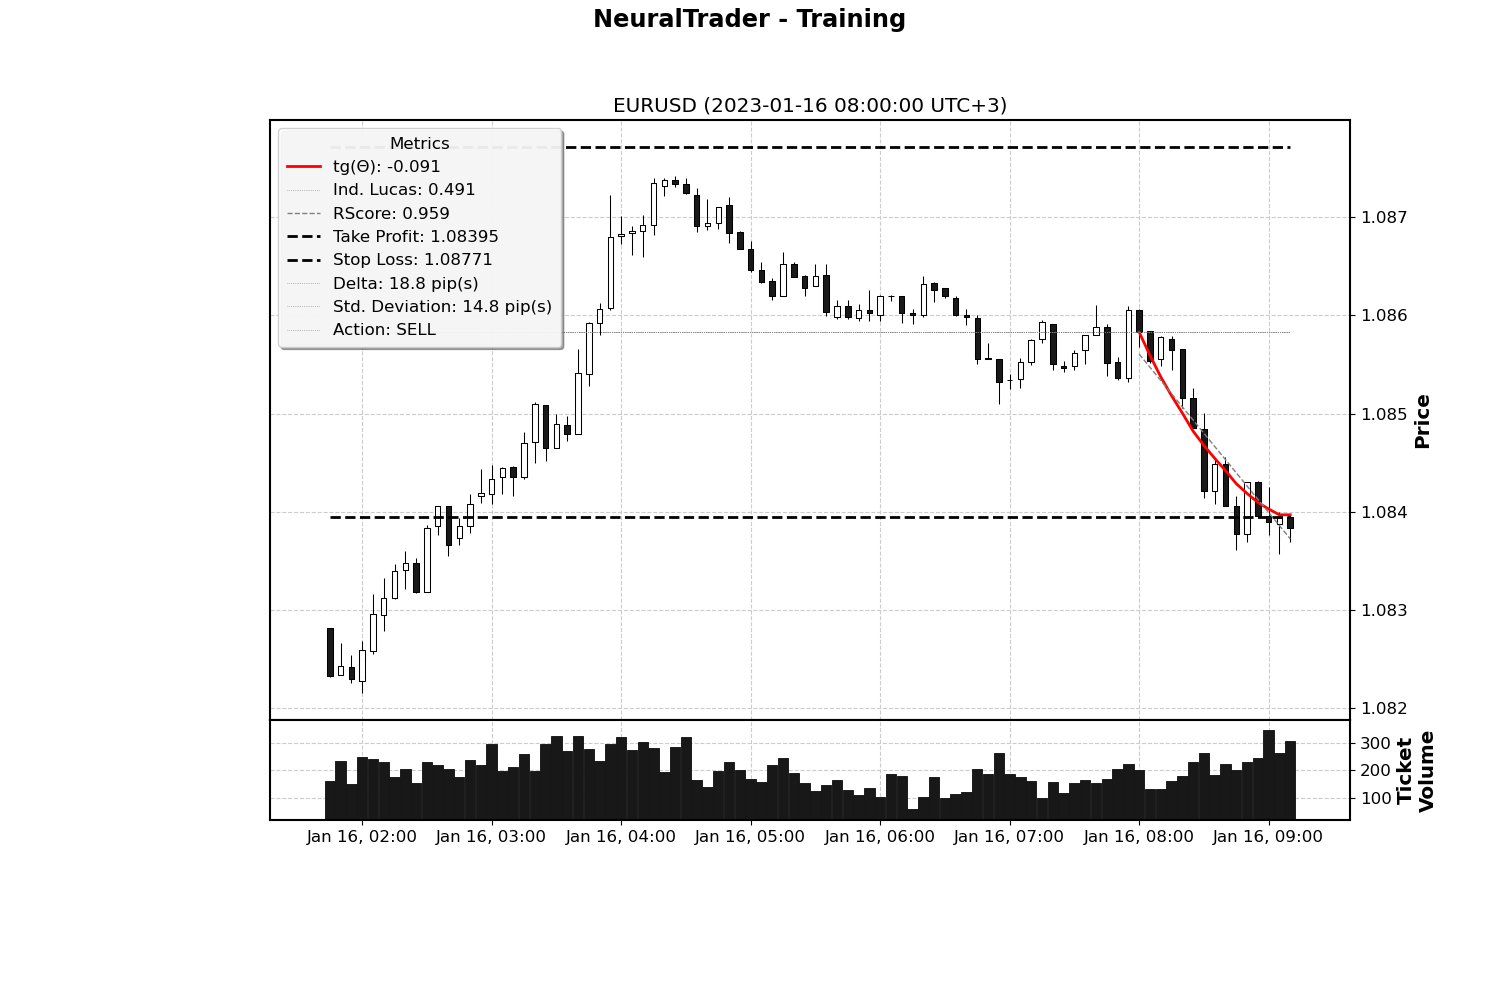 NeuralTrader - Training
EURUSD (2023-01-16 08:00:00 UTC+3)
Metrics
tg(Θ): -0.091
Ind. Lucas: 0.491
RScore: 0.959
Take Profit: 1.08395
Stop Loss: 1.08771
Delta: 18.8 pip(s)
Std. Deviation: 14.8 pip(s)
Action: SELL
1.087
1.086
1.085
1.084
1.083
1.082
Price
300
200
100
Ticket
Volume
Jan 16, 02:00
Jan 16, 03:00
Jan 16, 04:00
Jan 16, 05:00
Jan 16, 06:00
Jan 16, 07:00
Jan 16, 08:00
Jan 16, 09:00